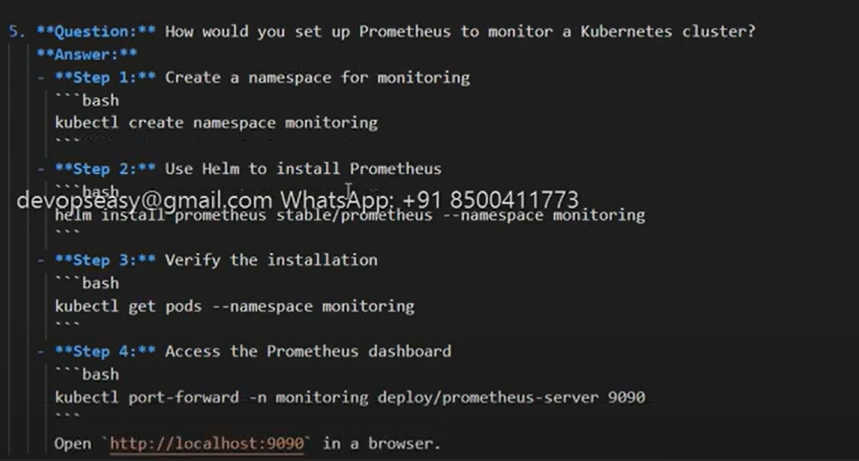 5. **Question:** How would you set up Prometheus to monitor a Kubernetes cluster?
**Answer:**
- **Step 1:** Create a namespace for monitoring
```bash
kubectl create namespace monitoring
```
- **Step 2:** Use Helm to install Prometheus
```bash
devopseasy@gmail.com WhatsApp: +91 8500411773
helm install prometheus stable/prometheus --namespace monitoring
```
- **Step 3:** Verify the installation
```bash
kubectl get pods --namespace monitoring
```
- **Step 4:** Access the Prometheus dashboard
```bash
kubectl port-forward -n monitoring deploy/prometheus-server 9090
```
Open `http://localhost:9090` in a browser.